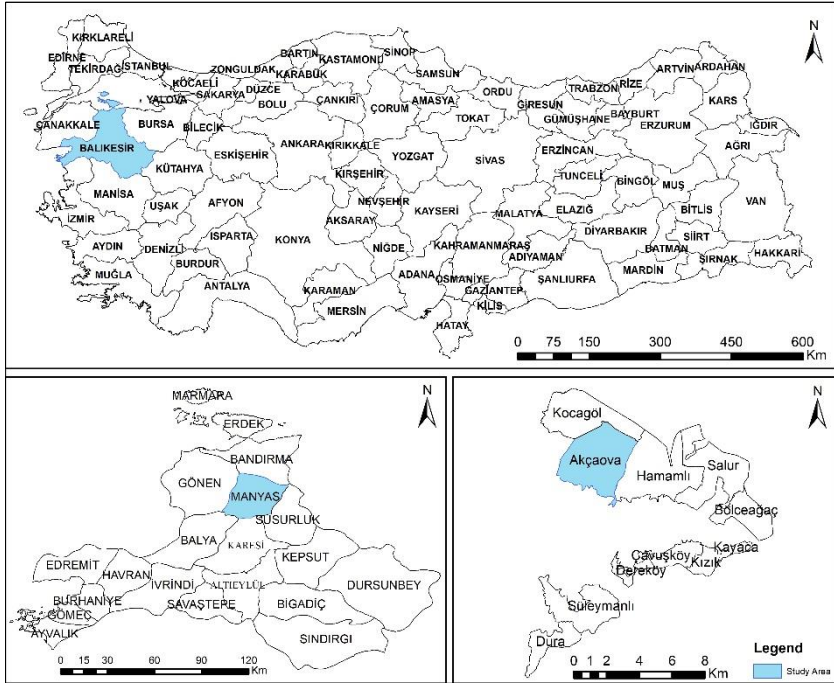 KIRKLARELİ
EDİRNE
TEKİRDAĞ
İSTANBUL
KOCAELİ
YALOVA
SAKARYA
DÜZCE
ZONGULDAK
BARTIN
KARABÜK
KASTAMONU
SİNOP
SAMSUN
ORDU
GİRESUN
TRABZON
RİZE
ARTVİN
ARDAHAN
N
BOLU
ÇANKIRI
ÇORUM
AMASYA
TOKAT
GÜMÜŞHANE
BAYBURT
ERZURUM
KARS
IĞDIR
AĞRI
ÇANAKKALE
BURSA
BİLECİK
BALIKESİR
KÜTAHYA
ESKİŞEHİR
ANKARA
KIRIKKALE
KIRŞEHİR
YOZGAT
SİVAS
ERZİNCAN
TUNCELİ
BİNGÖL
MUŞ
BİTLİS
VAN
MANİSA
UŞAK
AFYON
NEVŞEHİR
AKSARAY
KAYSERİ
MALATYA
ELAZIĞ
DİYARBAKIR
BATMAN
SİİRT
ŞIRNAK
HAKKARİ
İZMİR
AYDIN
DENİZLİ
ISPARTA
BURDUR
KONYA
NİĞDE
KAHRAMANMARAŞ
ADIYAMAN
MARDİN
MUĞLA
ANTALYA
KARAMAN
MERSİN
ADANA
OSMANİYE
GAZİANTEP
KİLİS
ŞANLIURFA
HATAY
0 75 150 300 450 600
Km
MARMARA
ERDEK
N
BANDIRMA
GÖNEN
MANYAS
SUSURLUK
BALYA
KARESİ
KEPSUT
EDREMİT
HAVRAN
İVRİNDİ
ALTIEYLÜL
DURSUNBEY
BURHANİYE
GÖMEÇ
SAVAŞTEPE
BİGADİÇ
AYVALIK
SINDIRGI
0 15 30 60 90 120
Km
N
Kocagöl
Akçaova
Hamamlı
Salur
Bölceağaç
Kayaca
Çavuşköy
Kızık
Dereköy
Süleymanlı
Dura
0 1 2 4 6 8
Km
Legend
Study Area